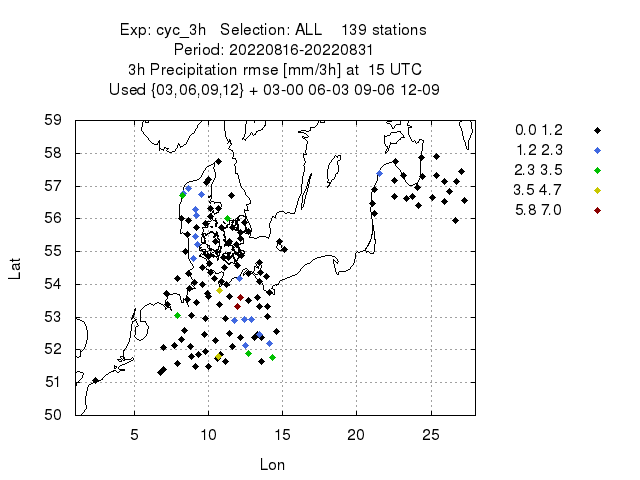 Exp: cyc_3h   Selection: ALL    139 stations
Period: 20220816-20220831
3h Precipitation rmse [mm/3h] at  15 UTC
Used {03,06,09,12} + 03-00 06-03 09-06 12-09
59
58
57
56
55
54
53
52
51
50
Lat
5 10 15 20 25
Lon
0.0 1.2
1.2 2.3
2.3 3.5
3.5 4.7
5.8 7.0